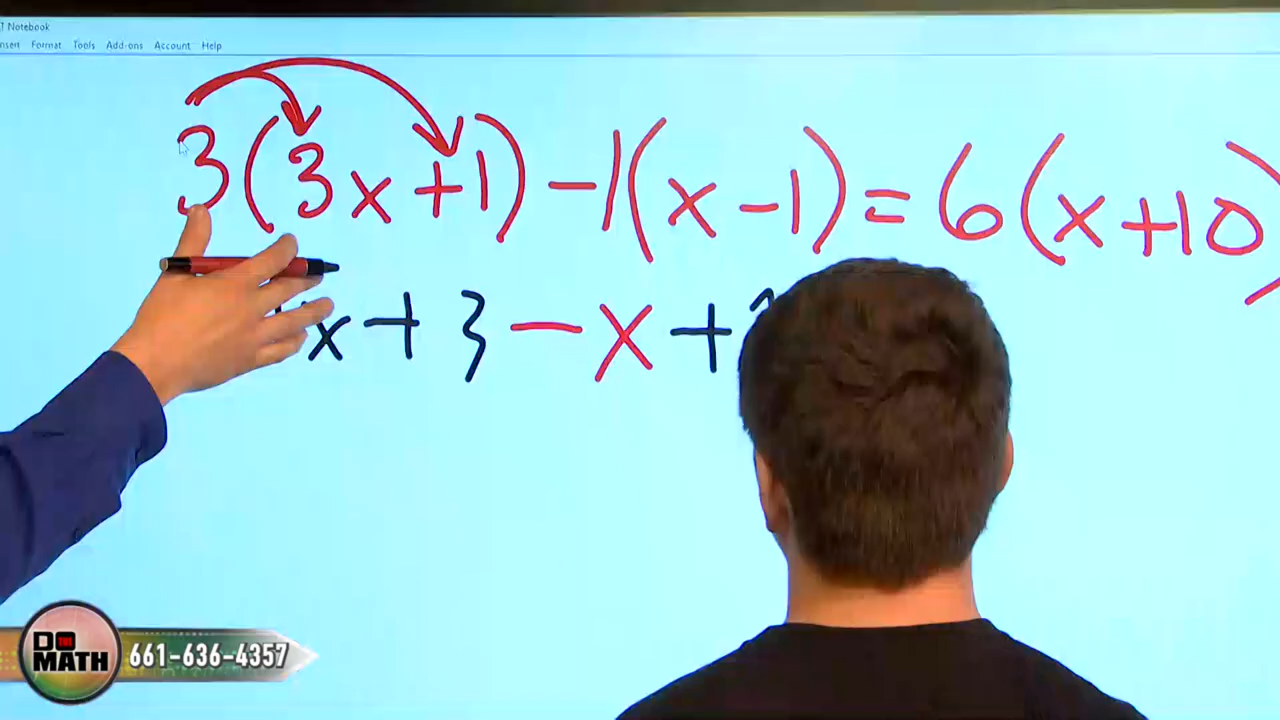 Notebook
Format Tools Add-ons Account Help
3(3x+1)-1(x-1)=6(x+10)
x+3-x+
DO THE MATH
661-636-4357